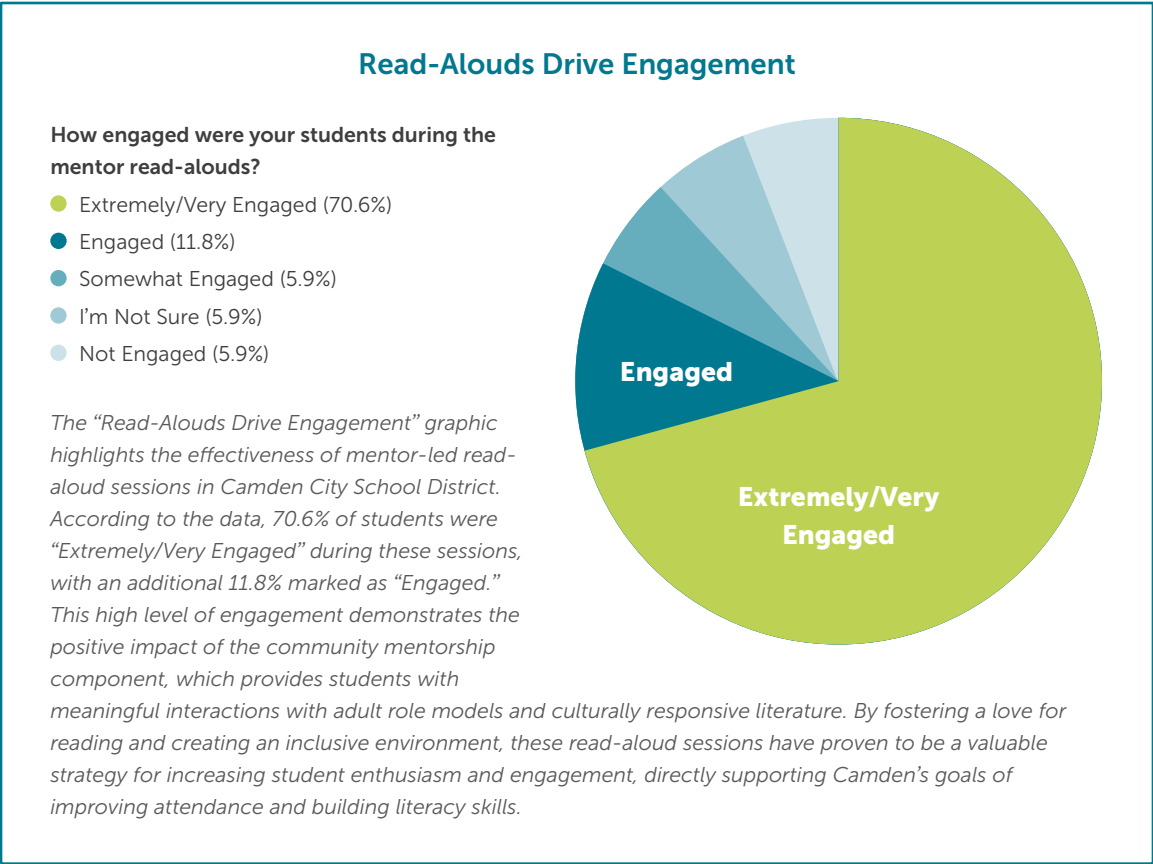 Read-Alouds Drive Engagement
How engaged were your students during the
mentor read-alouds?
Extremely/Very Engaged (70.6%)
Engaged (11.8%)
Somewhat Engaged (5.9%)
I’m Not Sure (5.9%)
Not Engaged (5.9%)
The “Read-Alouds Drive Engagement” graphic
highlights the effectiveness of mentor-led read-
aloud sessions in Camden City School District.
According to the data, 70.6% of students were
“Extremely/Very Engaged” during these sessions,
with an additional 11.8% marked as “Engaged.”
This high level of engagement demonstrates the
positive impact of the community mentorship
component, which provides students with
meaningful interactions with adult role models and culturally responsive literature. By fostering a love for
reading and creating an inclusive environment, these read-aloud sessions have proven to be a valuable
strategy for increasing student enthusiasm and engagement, directly supporting Camden’s goals of
improving attendance and building literacy skills.
Engaged
Extremely/Very
Engaged